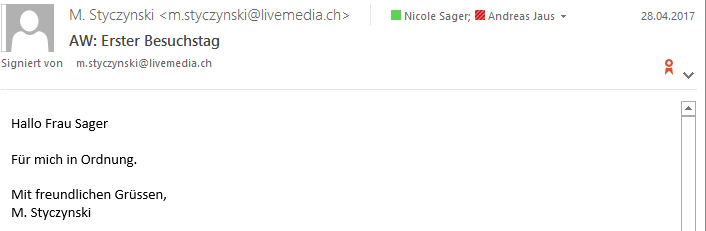 M. Styczynski <m.styczynski@livemedia.ch>
Nicole Sager; Andreas Jaus
28.04.2017
AW: Erster Besuchstag
Signiert von m.styczynski@livemedia.ch
Hallo Frau Sager
Für mich in Ordnung.
Mit freundlichen Grüssen,
M. Styczynski